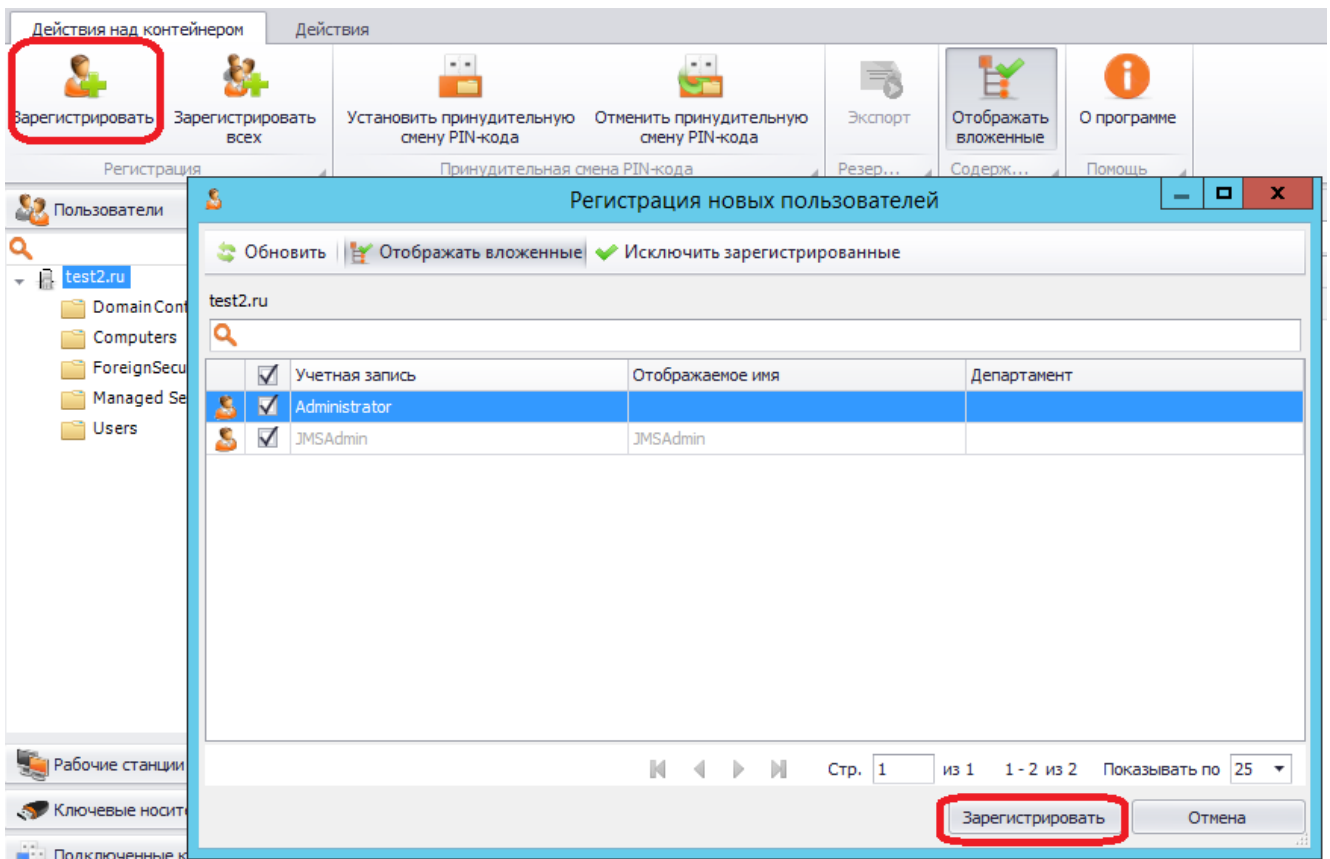 Действия над контейнером Действия
Зарегистрировать Зарегистрировать всех Установить принудительную смену PIN-кода Отменить принудительную смену PIN-кода Экспорт Отображать вложенные О программе
Регистрация Принудительная смена PIN-кода Резер... Содерж... Помощь
Пользователи
Регистрация новых пользователей
Обновить Отображать вложенные Исключить зарегистрированные
test2.ru
DomainCont
Computers
ForeignSecu
Managed Se
Users
test2.ru
Учетная запись Отображаемое имя Департамент
Administrator
JMSAdmin JMSAdmin
Стр. 1 из 1 1 - 2 из 2 Показывать по 25
Зарегистрировать Отмена
Рабочие станции
Ключевые носите
Подключенные к